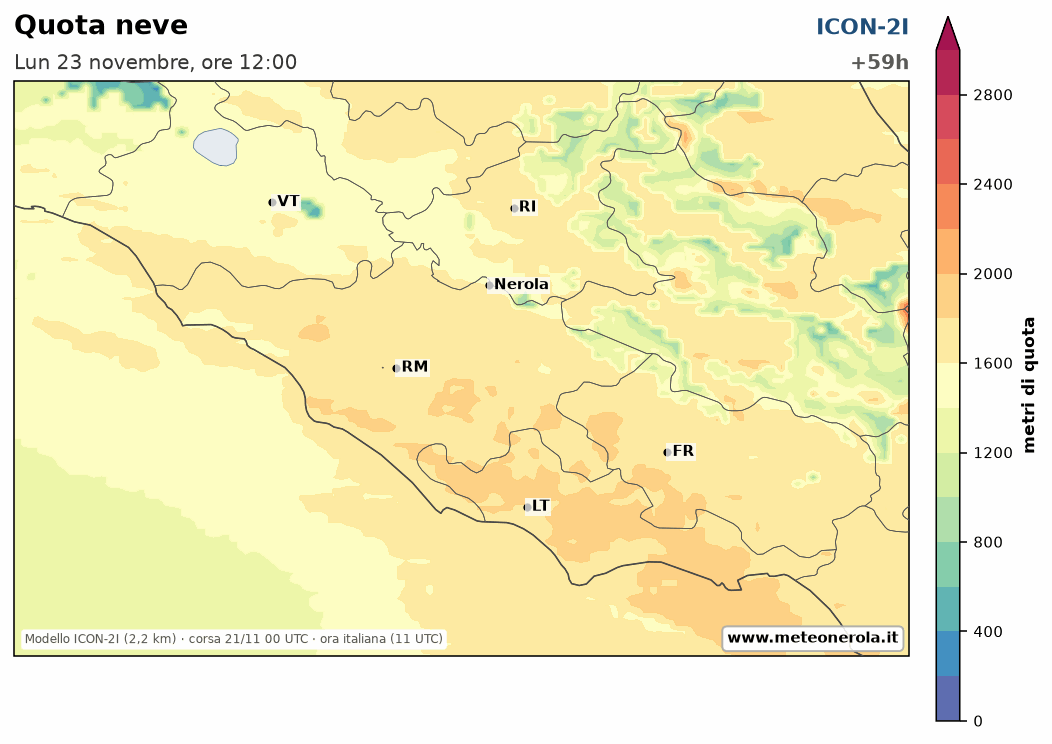 Quota neve
ICON-2I
Lun 23 novembre, ore 12:00
+59h
2800
2400
2000
1600
1200
800
400
0
metri di quota
VT
RI
Nerola
RM
FR
LT
Modello ICON-2I (2,2 km) · corsa 21/11 00 UTC · ora italiana (11 UTC)
www.meteonerola.it